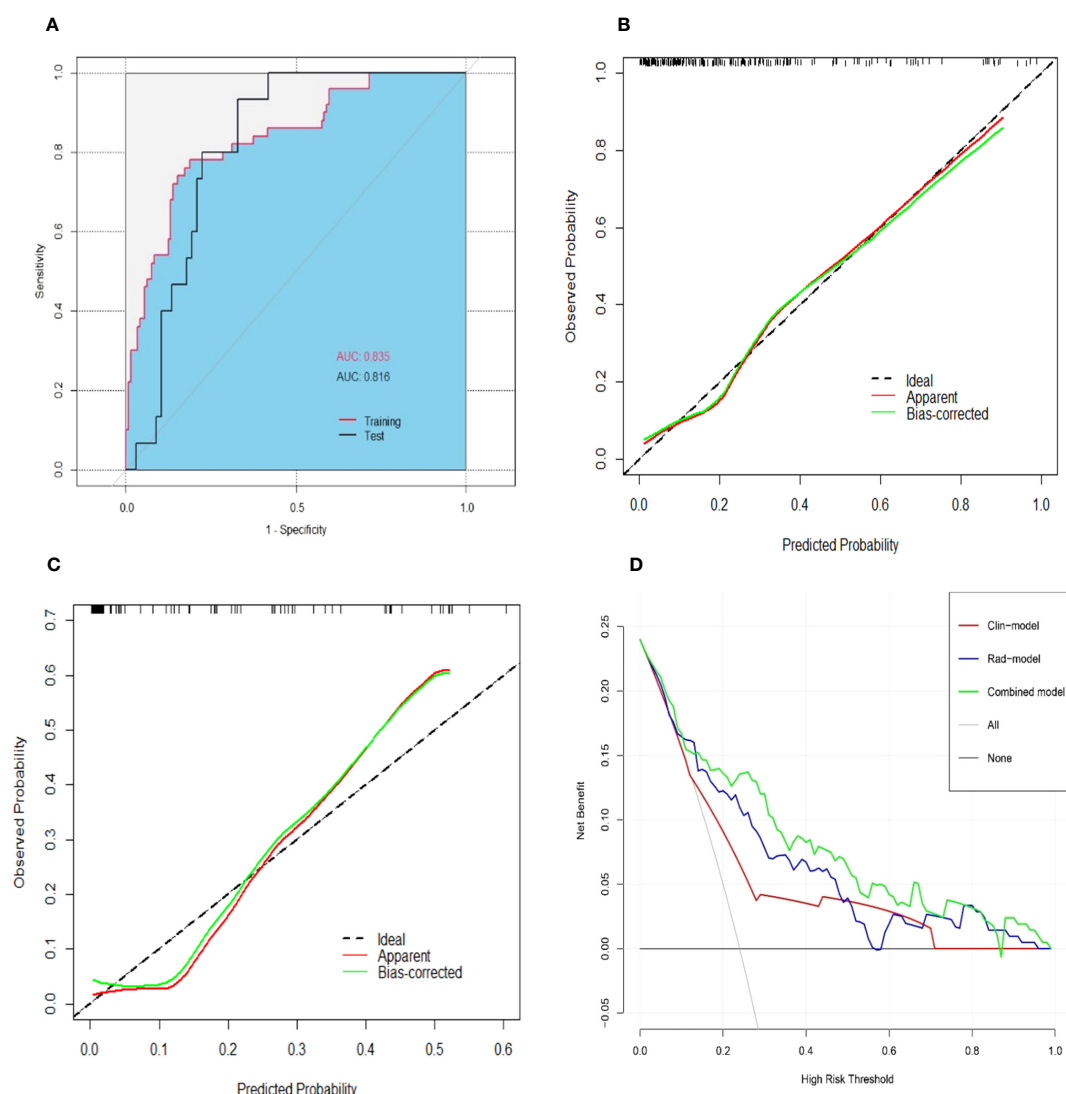 A
1.0
0.8
0.6
0.4
0.2
0.0
Sensitivity
AUC: 0.835
AUC: 0.816
Training
Test
0.0 0.5 1.0
1 - Specificity
B
1.0
0.8
0.6
0.4
0.2
0.0
Observed Probability
Ideal
Apparent
Bias-corrected
0.0 0.2 0.4 0.6 0.8 1.0
Predicted Probability
C
0.7
0.6
0.5
0.4
0.3
0.2
0.1
0.0
Observed Probability
Ideal
Apparent
Bias-corrected
0.0 0.1 0.2 0.3 0.4 0.5 0.6
Predicted Probability
D
0.25
0.20
0.15
0.10
0.05
0.00
−0.05
Net Benefit
Clin−model
Rad−model
Combined model
All
None
0.0 0.2 0.4 0.6 0.8 1.0
High Risk Threshold